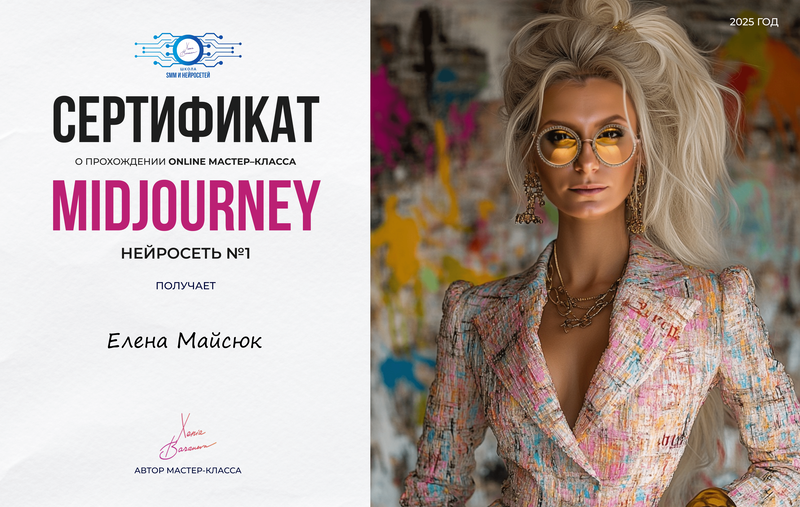 ШКОЛА
SMM И НЕЙРОСЕТЕЙ
СЕРТИФИКАТ
О ПРОХОЖДЕНИИ ONLINE МАСТЕР–КЛАССА
MIDJOURNEY
НЕЙРОСЕТЬ №1
ПОЛУЧАЕТ
Елена Майсюк
Xenia
АВТОР МАСТЕР-КЛАССА
2025 ГОД